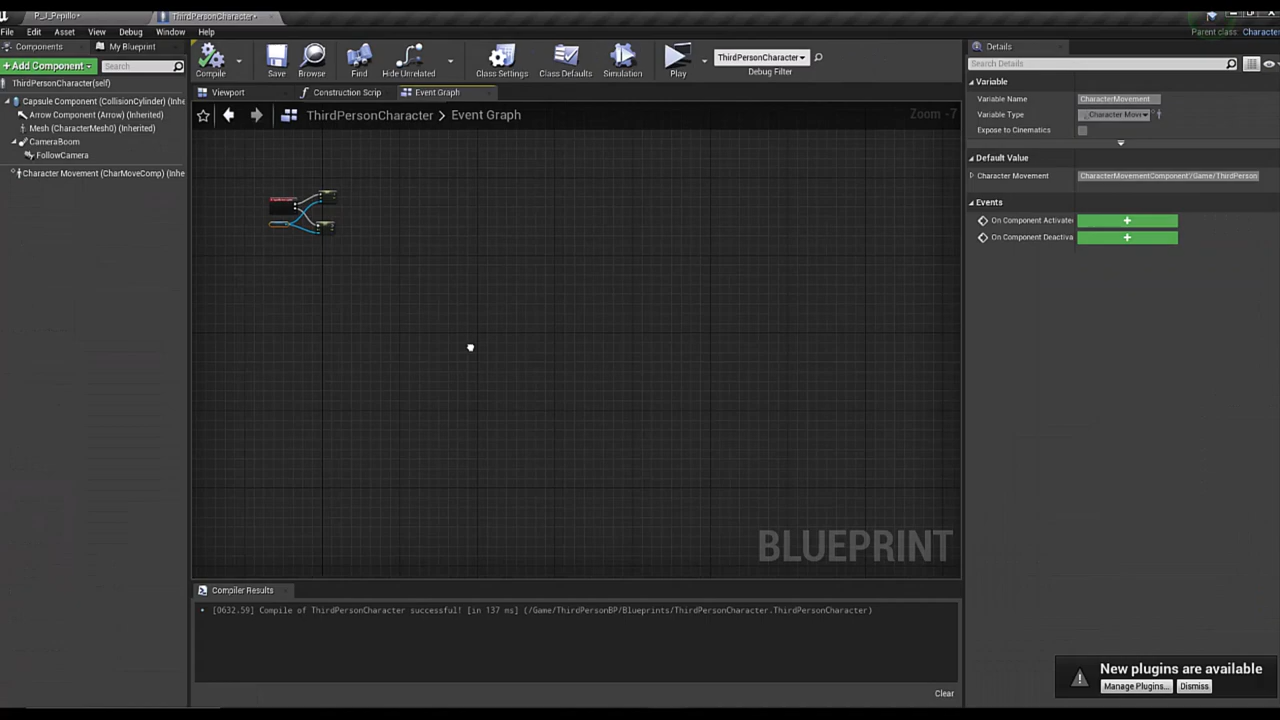 P_J_Pepillo•
ThirdPersonCharacter•
File Edit Asset View Debug Window Help
Parent class: Character
Components
My Blueprint
+Add Component
Search
ThirdPersonCharacter(self)
Capsule Component (CollisionCylinder) (Inhe
Arrow Component (Arrow) (Inherited)
Mesh (CharacterMesh0) (Inherited)
CameraBoom
FollowCamera
Character Movement (CharMoveComp) (Inhe
Compile Save Browse Find Hide Unrelated Class Settings Class Defaults Simulation Play
ThirdPersonCharacter
Debug Filter
Viewport
Construction Scrip
Event Graph
ThirdPersonCharacter > Event Graph
Zoom -7
BLUEPRINT
Compiler Results
• [0632.59] Compile of ThirdPersonCharacter successful! [in 137 ms] (/Game/ThirdPersonBP/Blueprints/ThirdPersonCharacter.ThirdPersonCharacter)
Clear
Details
Search Details
Variable
Variable Name CharacterMovement
Variable Type Character Movi
Expose to Cinematics
Default Value
Character Movement CharacterMovementComponent'/Game/ThirdPerson
Events
On Component Activate +
On Component Deactiva +
New plugins are available
Manage Plugins... Dismiss